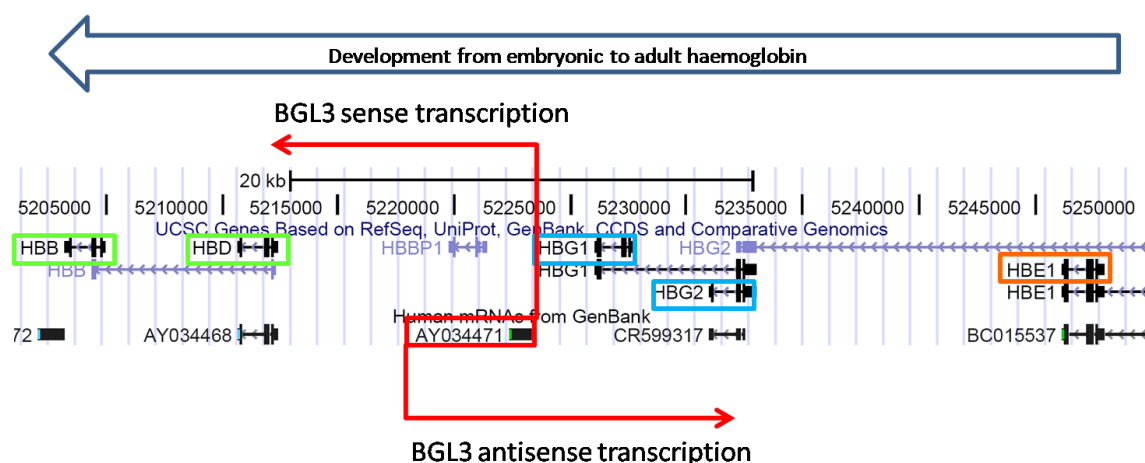 Development from embryonic to adult haemoglobin
BGL3 sense transcription
20 kb
5205000 5210000 5215000 5220000 5225000 5230000 5235000 5240000 5245000 5250000
UCSC Genes Based on RefSeq, UniProt, GenBank, CCDS and Comparative Genomics
HBB HBD HBBP1 HBG1 HBG2
HBB HBG1 HBE1
HBG2 HBE1
Human mRNAs from GenBank
72 AY034468 AY034471 CR599317 BC015537
BGL3 antisense transcription